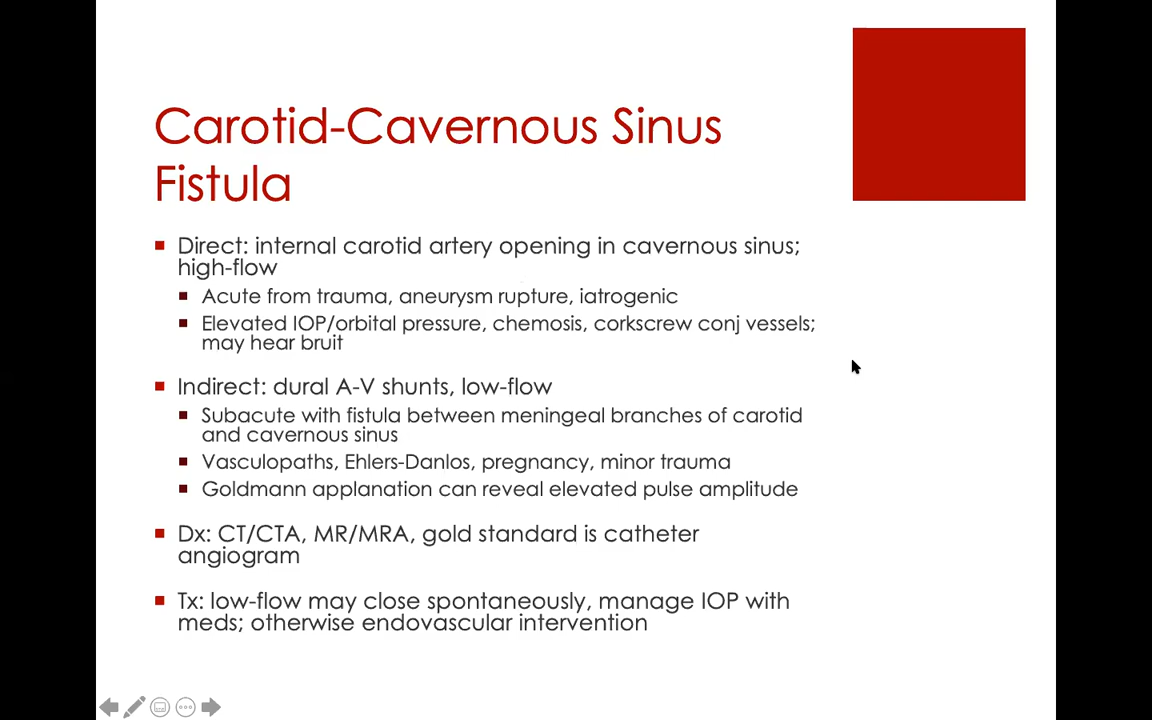 Carotid-Cavernous Sinus
Fistula
Direct: internal carotid artery opening in cavernous sinus;
high-flow
Acute from trauma, aneurysm rupture, iatrogenic
Elevated IOP/orbital pressure, chemosis, corkscrew conj vessels;
may hear bruit
Indirect: dural A-V shunts, low-flow
Subacute with fistula between meningeal branches of carotid
and cavernous sinus
Vasculopaths, Ehlers-Danlos, pregnancy, minor trauma
Goldmann applanation can reveal elevated pulse amplitude
Dx: CT/CTA, MR/MRA, gold standard is catheter
angiogram
Tx: low-flow may close spontaneously, manage IOP with
meds; otherwise endovascular intervention